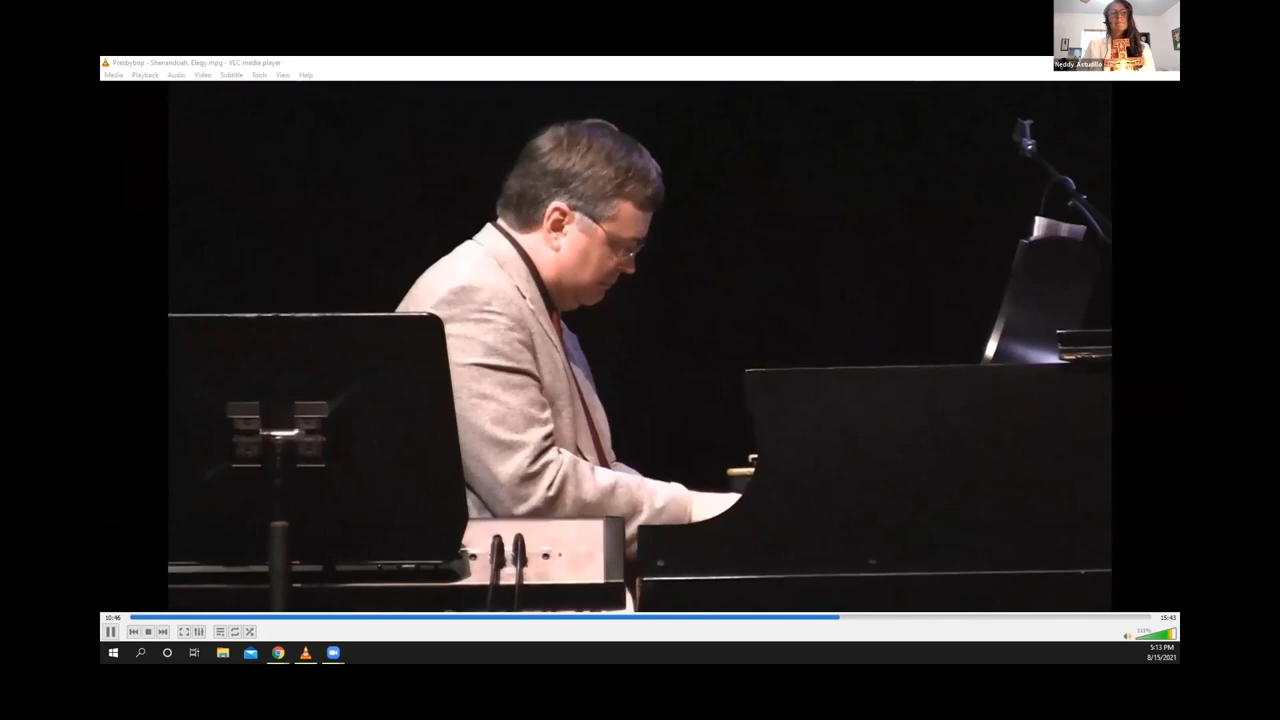 Presbybop - Shenandoah. Elegy.mpg - VLC media player
Media Playback Audio Video Subtitle Tools View Help
Neddy Astudillo
10:46
15:43
111%
5:13 PM
8/15/2021